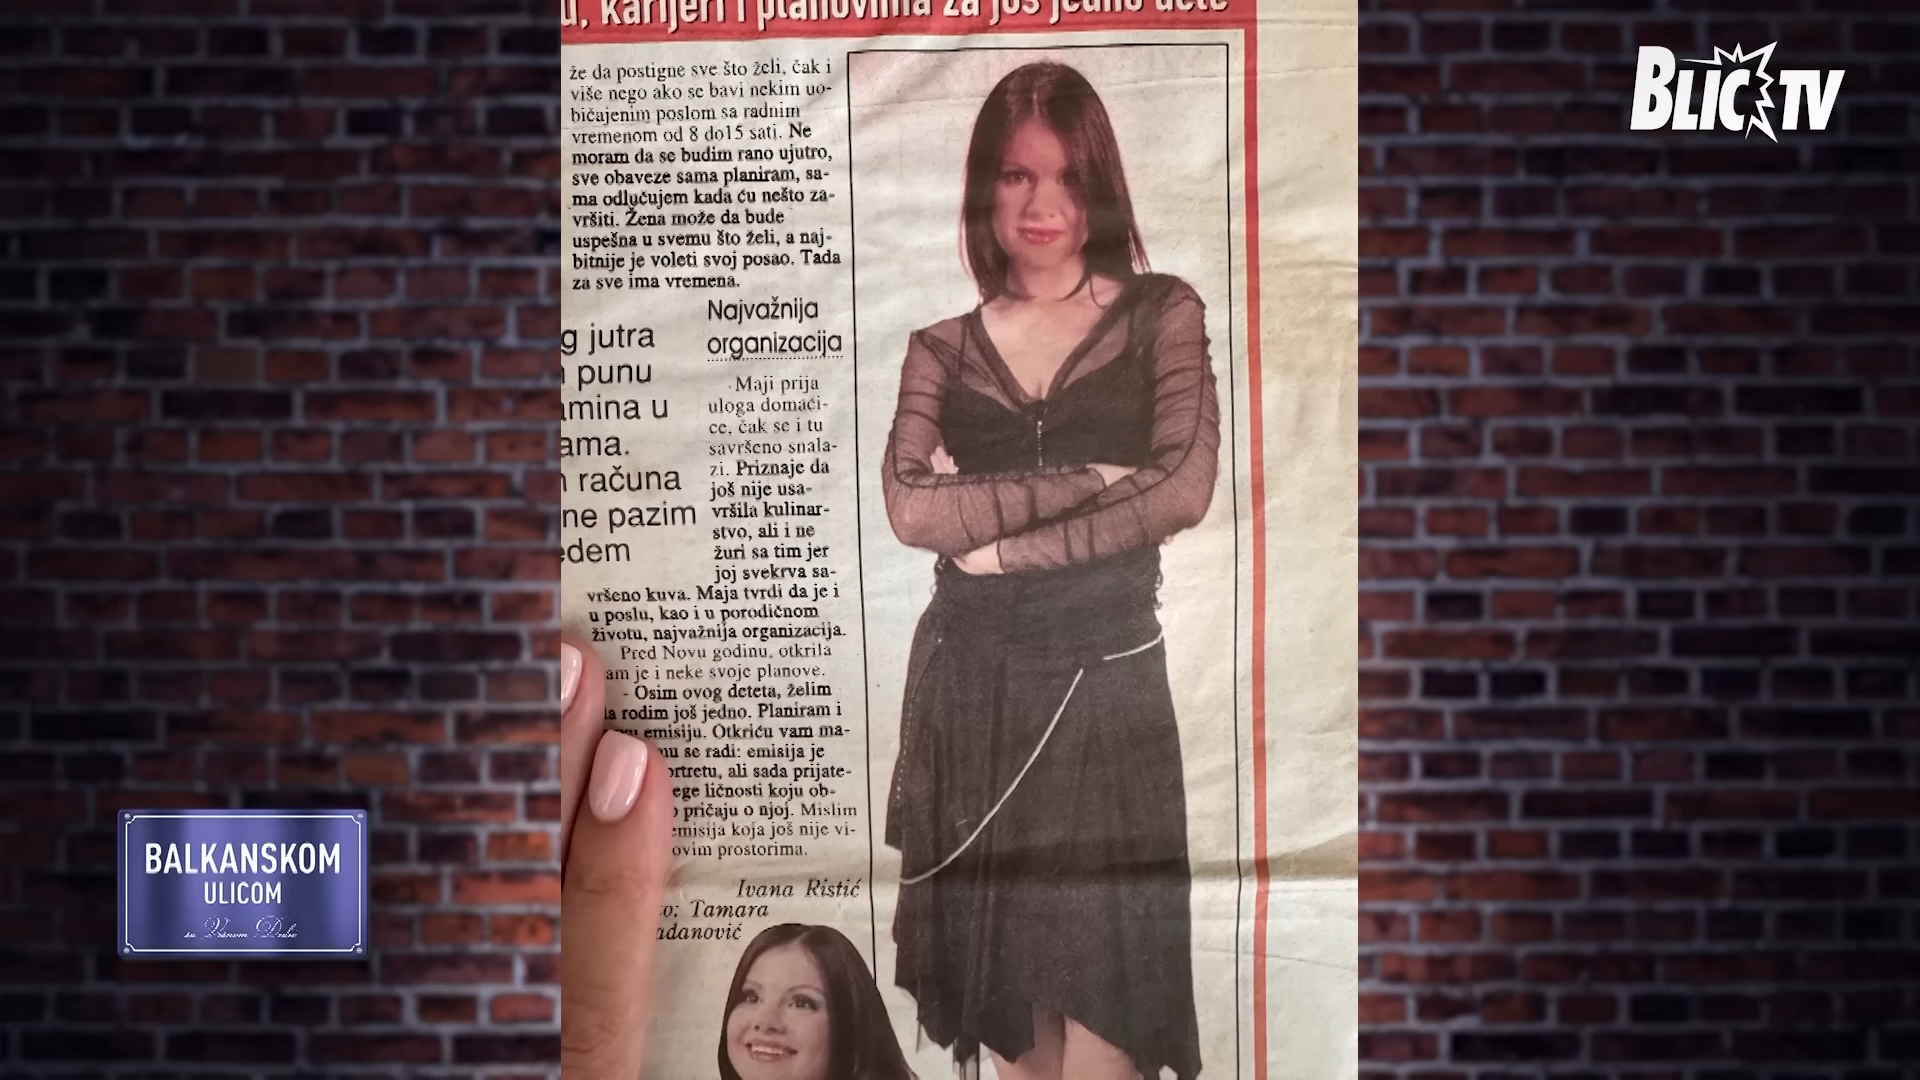 karijeri i planovima za još jedno dete
že da postigne sve što želi, čak i
više nego ako se bavi nekim uo-
bičajenim poslom sa radnim
vremenom od 8 do15 sati. Ne
moram da se budim rano ujutro,
sve obaveze sama planiram, sa-
ma odlučujem kada ću nešto za-
vršiti. Žena može da bude
uspešna u svemu što želi, a naj-
bitnije je voleti svoj posao. Tada
za sve ima vremena.
g jutra
punu
amina u
ama.
računa
ne pazim
edem
Najvažnija
organizacija
Maji prija
uloga domaći-
ce, čak se i tu
savršeno snala-
zi. Priznaje da
još nije usa-
vršila kulinar-
stvo, ali i ne
žuri sa tim jer
joj svekrva sa-
vršeno kuva. Maja tvrdi da je i
u poslu, kao i u porodičnom
životu, najvažnija organizacija.
Pred Novu godinu, otkrila
am je i neke svoje planove.
- Osim ovog deteta, želim
la rodim još jedno. Planiram i
emisiju. Otkriću vam ma-
mu se radi: emisija je
ortretu, ali sada prijate-
ege ličnosti koju ob-
pričaju o njoj. Mislim
emisija koja još nije vi-
ovim prostorima.
Ivana Ristić
to: Tamara
adanović
BLIC TV
BALKANSKOM
ULICOM